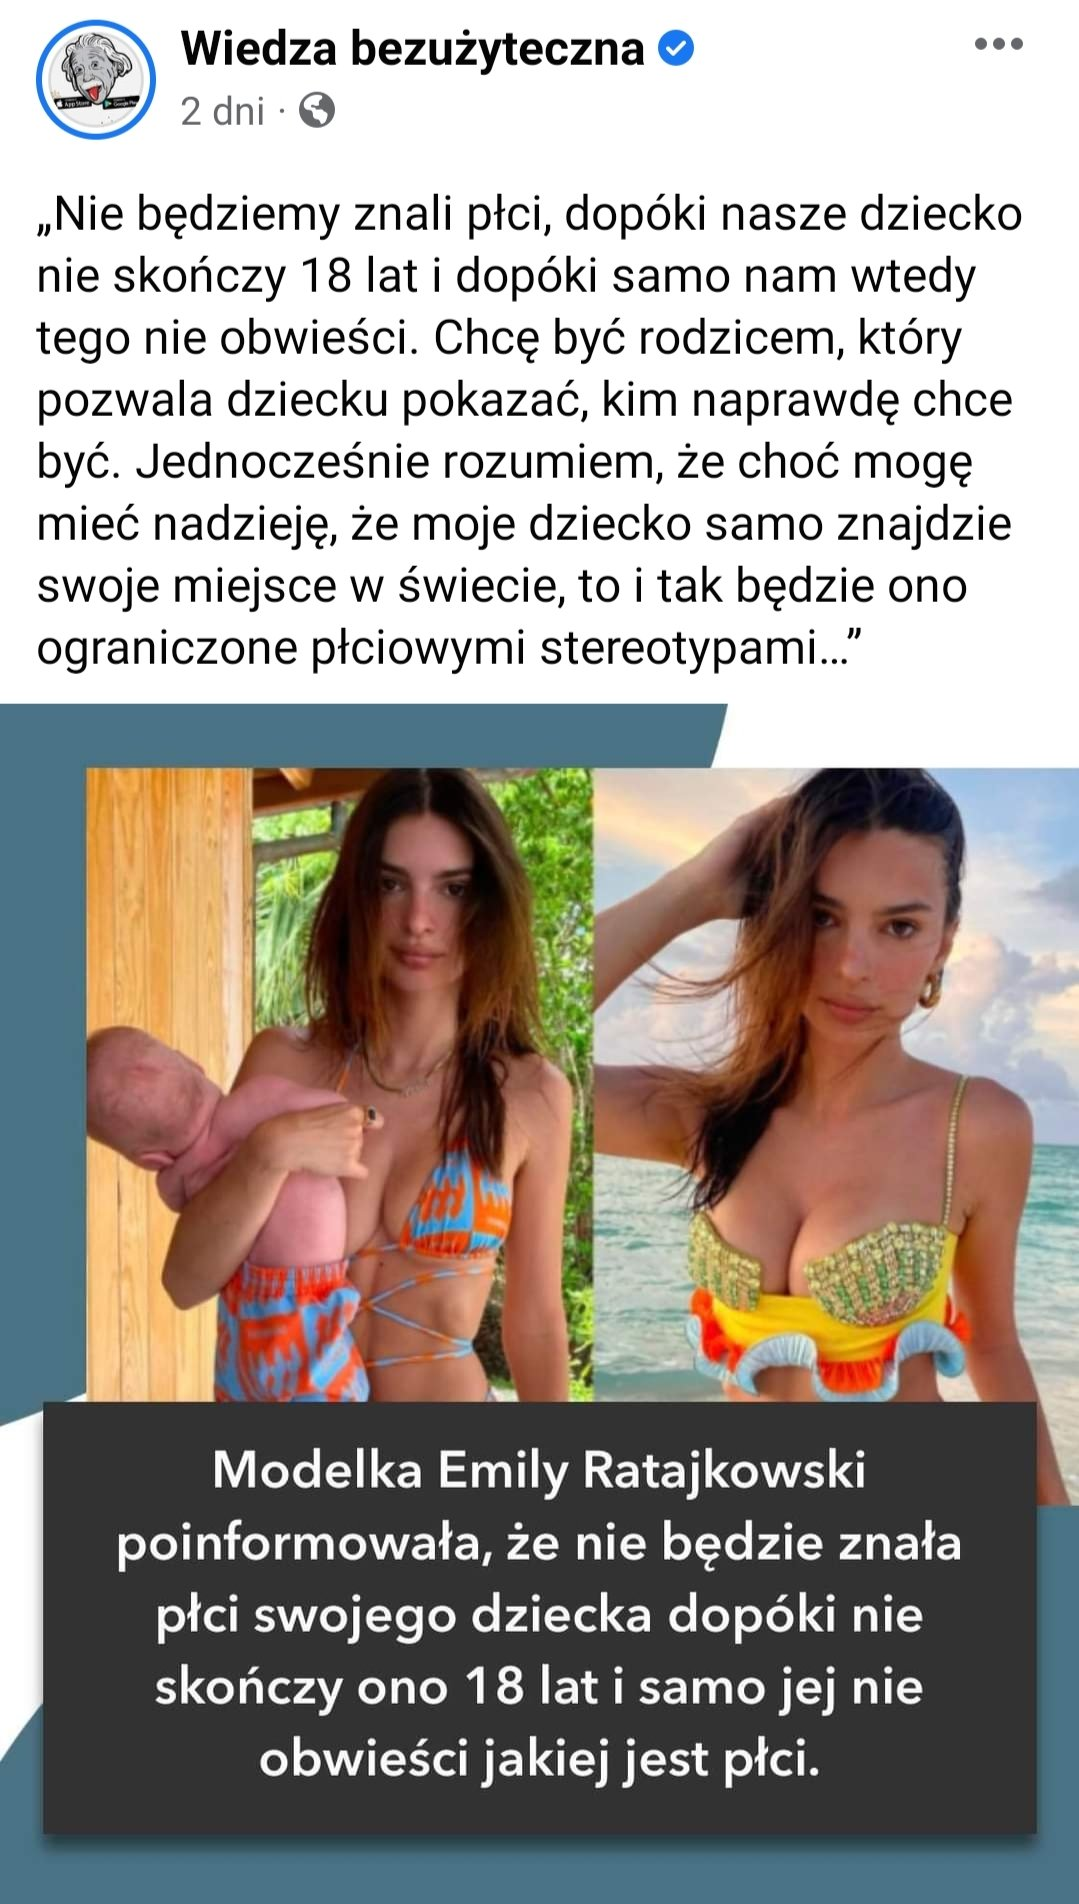 Wiedza bezużyteczna
2 dni ·
App Store
Google Play
„Nie będziemy znali płci, dopóki nasze dziecko
nie skończy 18 lat i dopóki samo nam wtedy
tego nie obwieści. Chcę być rodzicem, który
pozwala dziecku pokazać, kim naprawdę chce
być. Jednocześnie rozumiem, że choć mogę
mieć nadzieję, że moje dziecko samo znajdzie
swoje miejsce w świecie, to i tak będzie ono
ograniczone płciowymi stereotypami...”
Modelka Emily Ratajkowski
poinformowała, że nie będzie znała
płci swojego dziecka dopóki nie
skończy ono 18 lat i samo jej nie
obwieści jakiej jest płci.